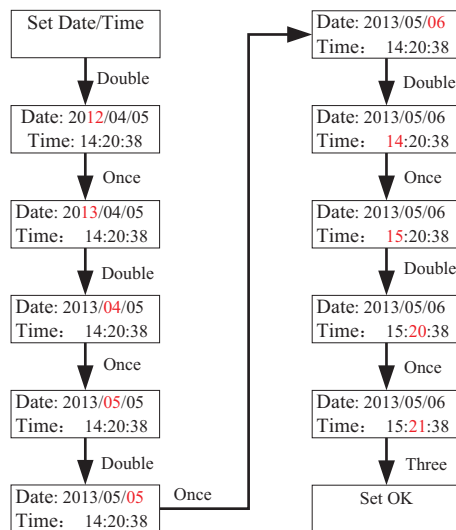 Set Date/Time
Double
Date: 2012/04/05
Time: 14:20:38
Once
Date: 2013/04/05
Time: 14:20:38
Double
Date: 2013/04/05
Time: 14:20:38
Once
Date: 2013/05/05
Time: 14:20:38
Double
Date: 2013/05/05
Time: 14:20:38
Once
Date: 2013/05/06
Time: 14:20:38
Double
Date: 2013/05/06
14:20:38
Once
Date: 2013/05/06
15:20:38
Double
Date: 2013/05/06
Time: 15:20:38
Once
Date: 2013/05/06
15:21:38
Three
Set OK